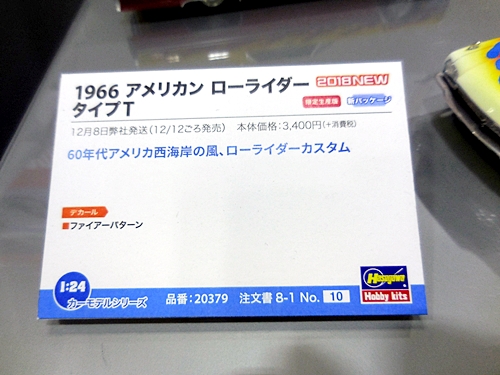 1966 アメリカン ローライダー 2018NEW
タイプT 限定生産版 新パッケージ
12月8日弊社発送(12/12ごろ発売) 本体価格:3,400円(+消費税)
60年代アメリカ西海岸の風、ローライダーカスタム
デカール
■ファイアーパターン
1:24
カーモデルシリーズ 品番:20379 注文書 8-1 No. 10
Hasegawa
Hobby kits